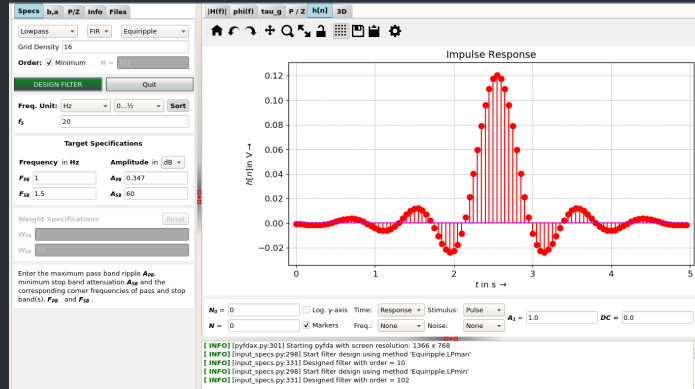 Specs b,a P/Z Info Files
Lowpass FIR Equiripple
Grid Density 16
Order: Minimum N =
DESIGN FILTER Quit
Freq. Unit: Hz 0...½ Sort
fS 20
Target Specifications
Frequency in Hz Amplitude in dB
FPB 1 APB 0.347
FSB 1.5 ASB 60
Weight Specifications Reset
WPB
WSB
Enter the maximum pass band ripple APB,
minimum stop band attenuation ASB and the
corresponding corner frequencies of pass and stop
band(s), FPB and FSB .
|H(f)| phi(f) tau_g P / Z h[n] 3D
Impulse Response
0.12
0.10
0.08
0.06
0.04
0.02
0.00
−0.02
h[n]in V →
0 1 2 3 4 5
t in s →
N0 = 0 Log. y-axis Time: Response Stimulus: Pulse A1 = 1.0 DC = 0.0
N = 0 Markers Freq.: None Noise: None
[ INFO] [pyfdax.py:301] Starting pyfda with screen resolution: 1366 x 768
[ INFO] [input_specs.py:298] Start filter design using method 'Equiripple.LPman'
[ INFO] [input_specs.py:331] Designed filter with order = 10
[ INFO] [input_specs.py:298] Start filter design using method 'Equiripple.LPmin'
[ INFO] [input_specs.py:331] Designed filter with order = 102